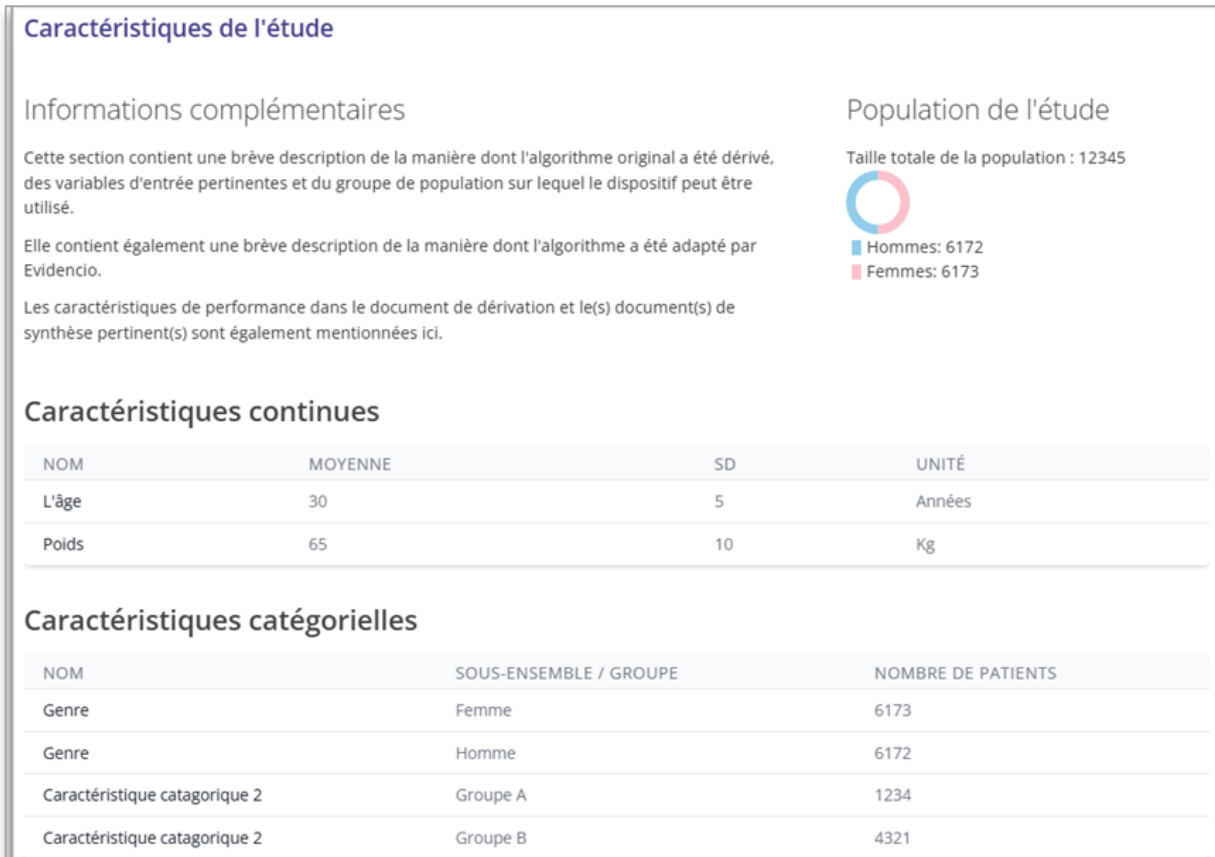 Caractéristiques de l'étude
Informations complémentaires
Cette section contient une brève description de la manière dont l'algorithme original a été dérivé,
des variables d'entrée pertinentes et du groupe de population sur lequel le dispositif peut être
utilisé.
Elle contient également une brève description de la manière dont l'algorithme a été adapté par
Evidencio.
Les caractéristiques de performance dans le document de dérivation et le(s) document(s) de
synthèse pertinent(s) sont également mentionnées ici.
Population de l'étude
Taille totale de la population : 12345
Hommes: 6172
Femmes: 6173
Caractéristiques continues
NOM MOYENNE SD UNITÉ
L'âge 30 5 Années
Poids 65 10 Kg
Caractéristiques catégorielles
NOM SOUS-ENSEMBLE / GROUPE NOMBRE DE PATIENTS
Genre Femme 6173
Genre Homme 6172
Caractéristique catagorique 2 Groupe A 1234
Caractéristique catagorique 2 Groupe B 4321